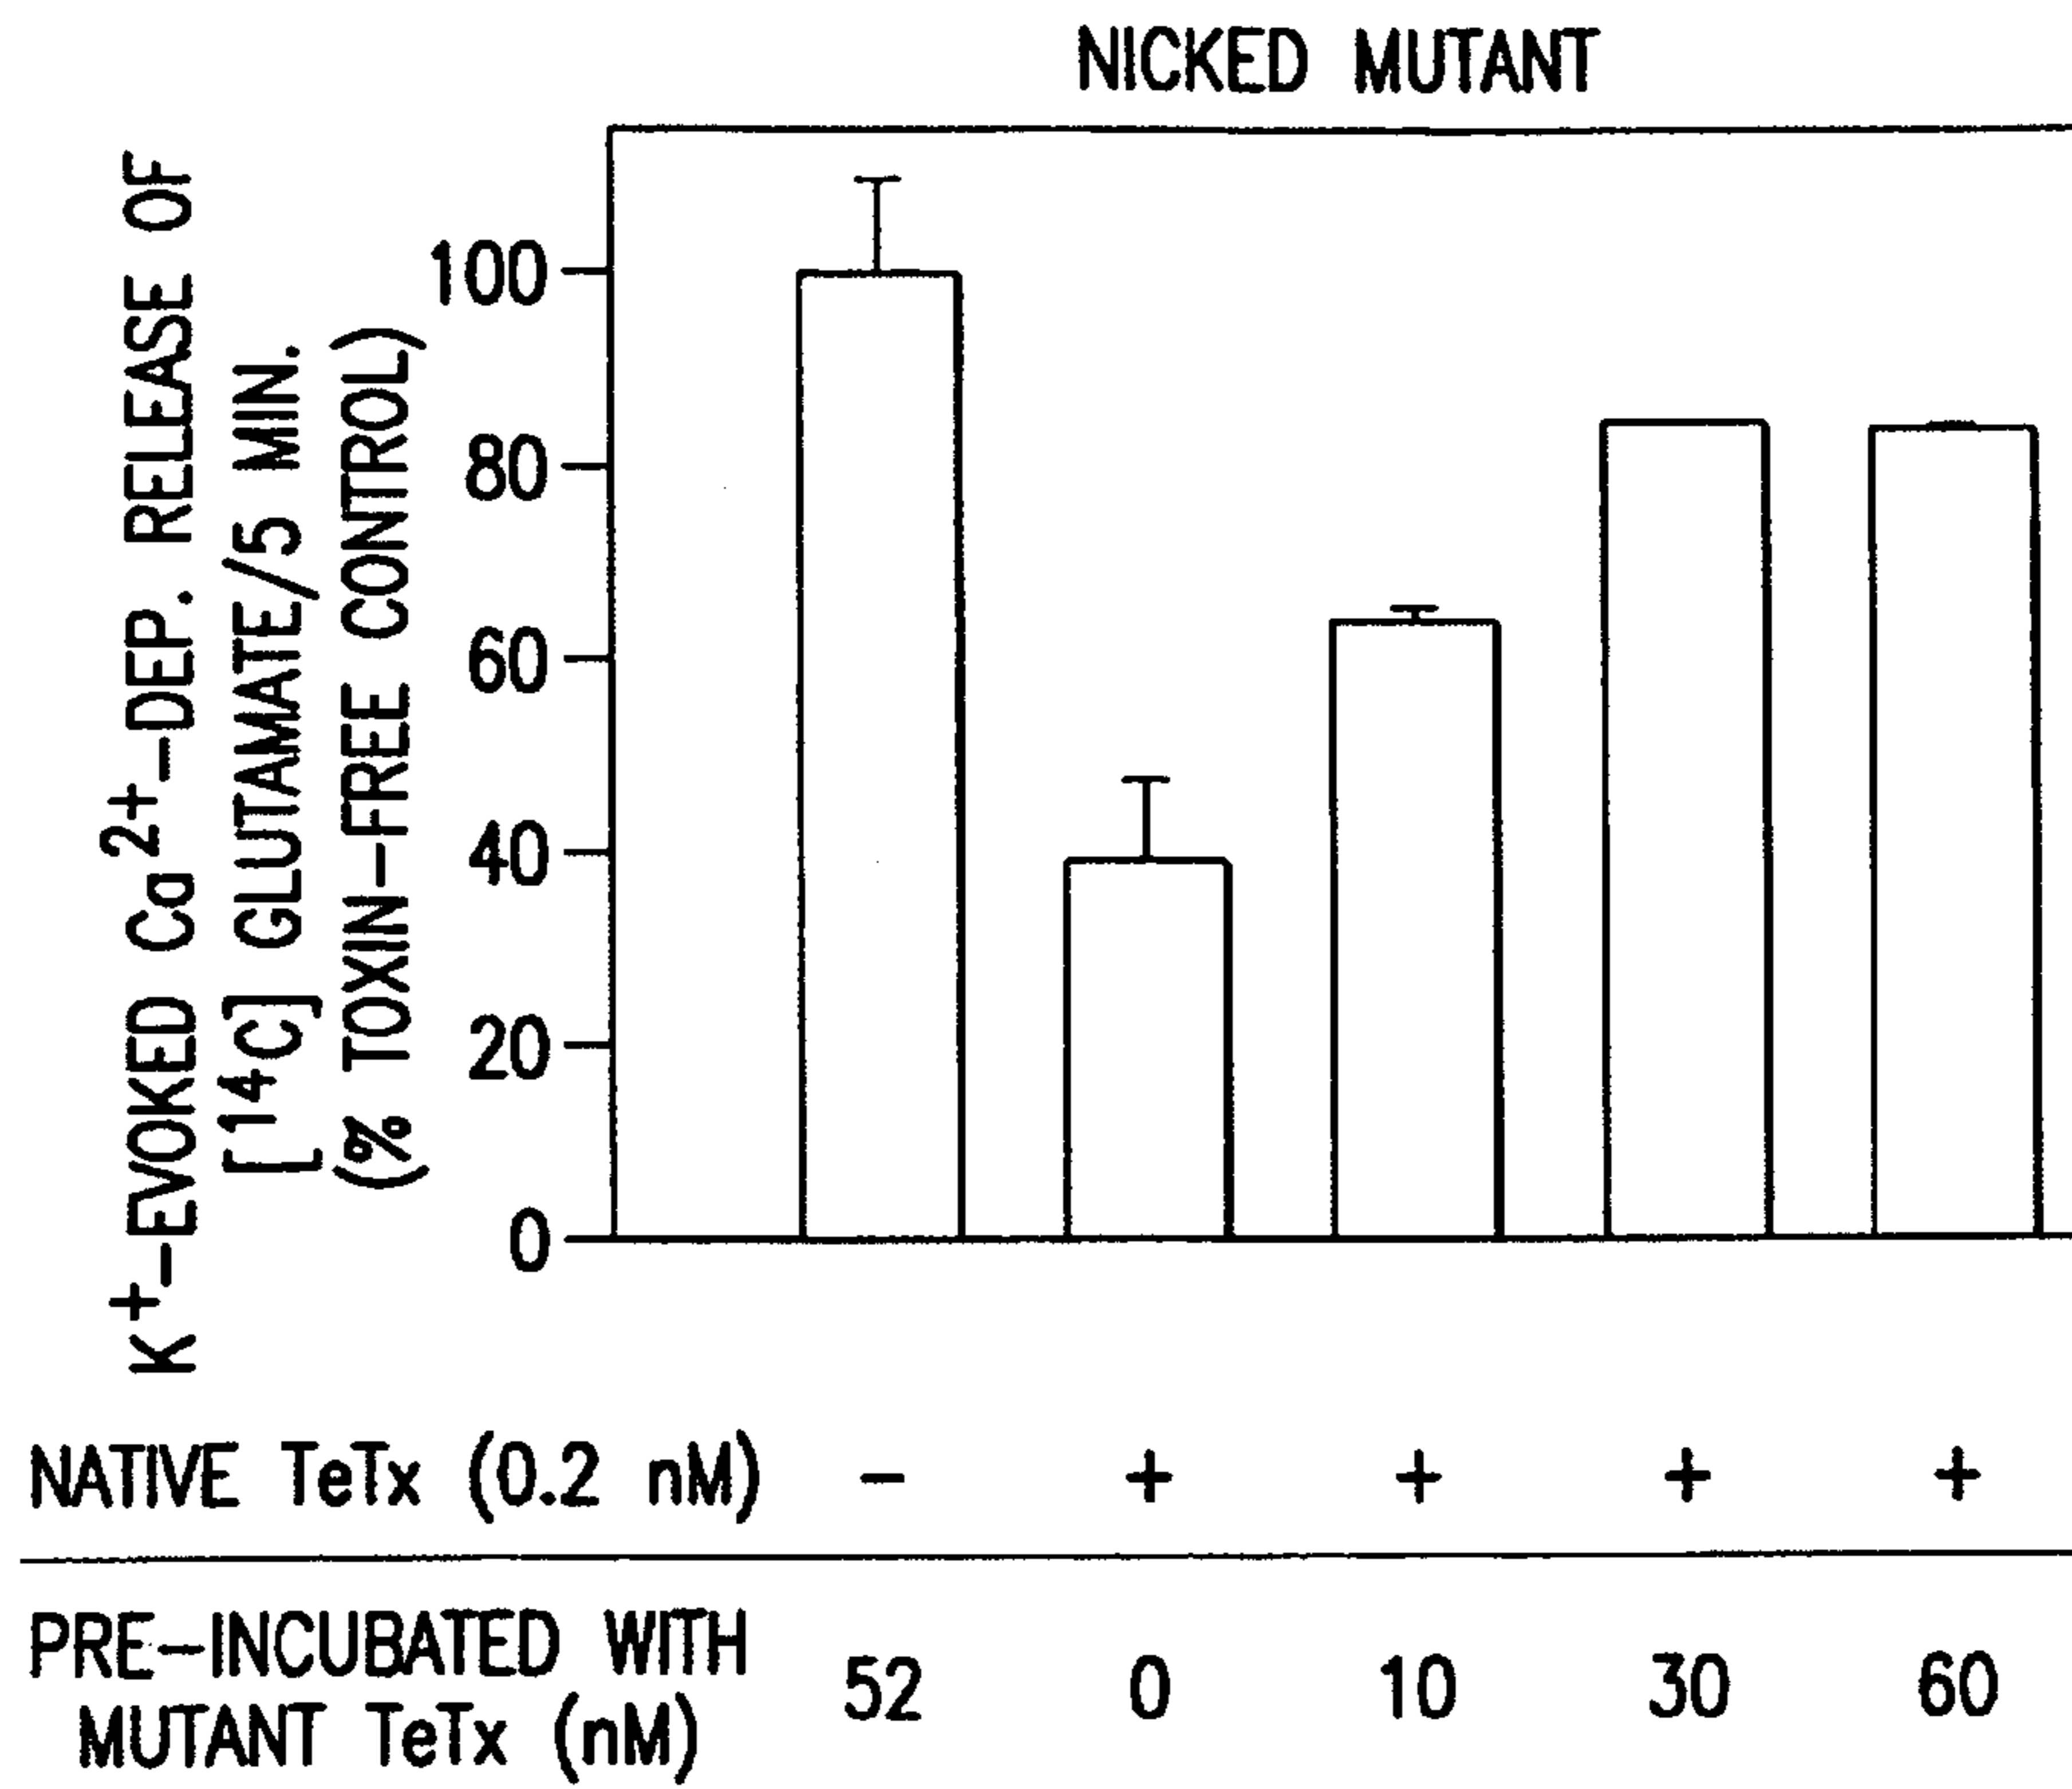 NICKED MUTANT
K⁺-EVOKED Ca²⁺-DEP. RELEASE OF
[¹⁴C] GLUTAMATE/5 MIN.
(% TOXIN-FREE CONTROL)
100
80
60
40
20
0
NATIVE TeTx (0.2 nM) - + + + +
PRE-INCUBATED WITH
MUTANT TeTx (nM) 52 0 10 30 60